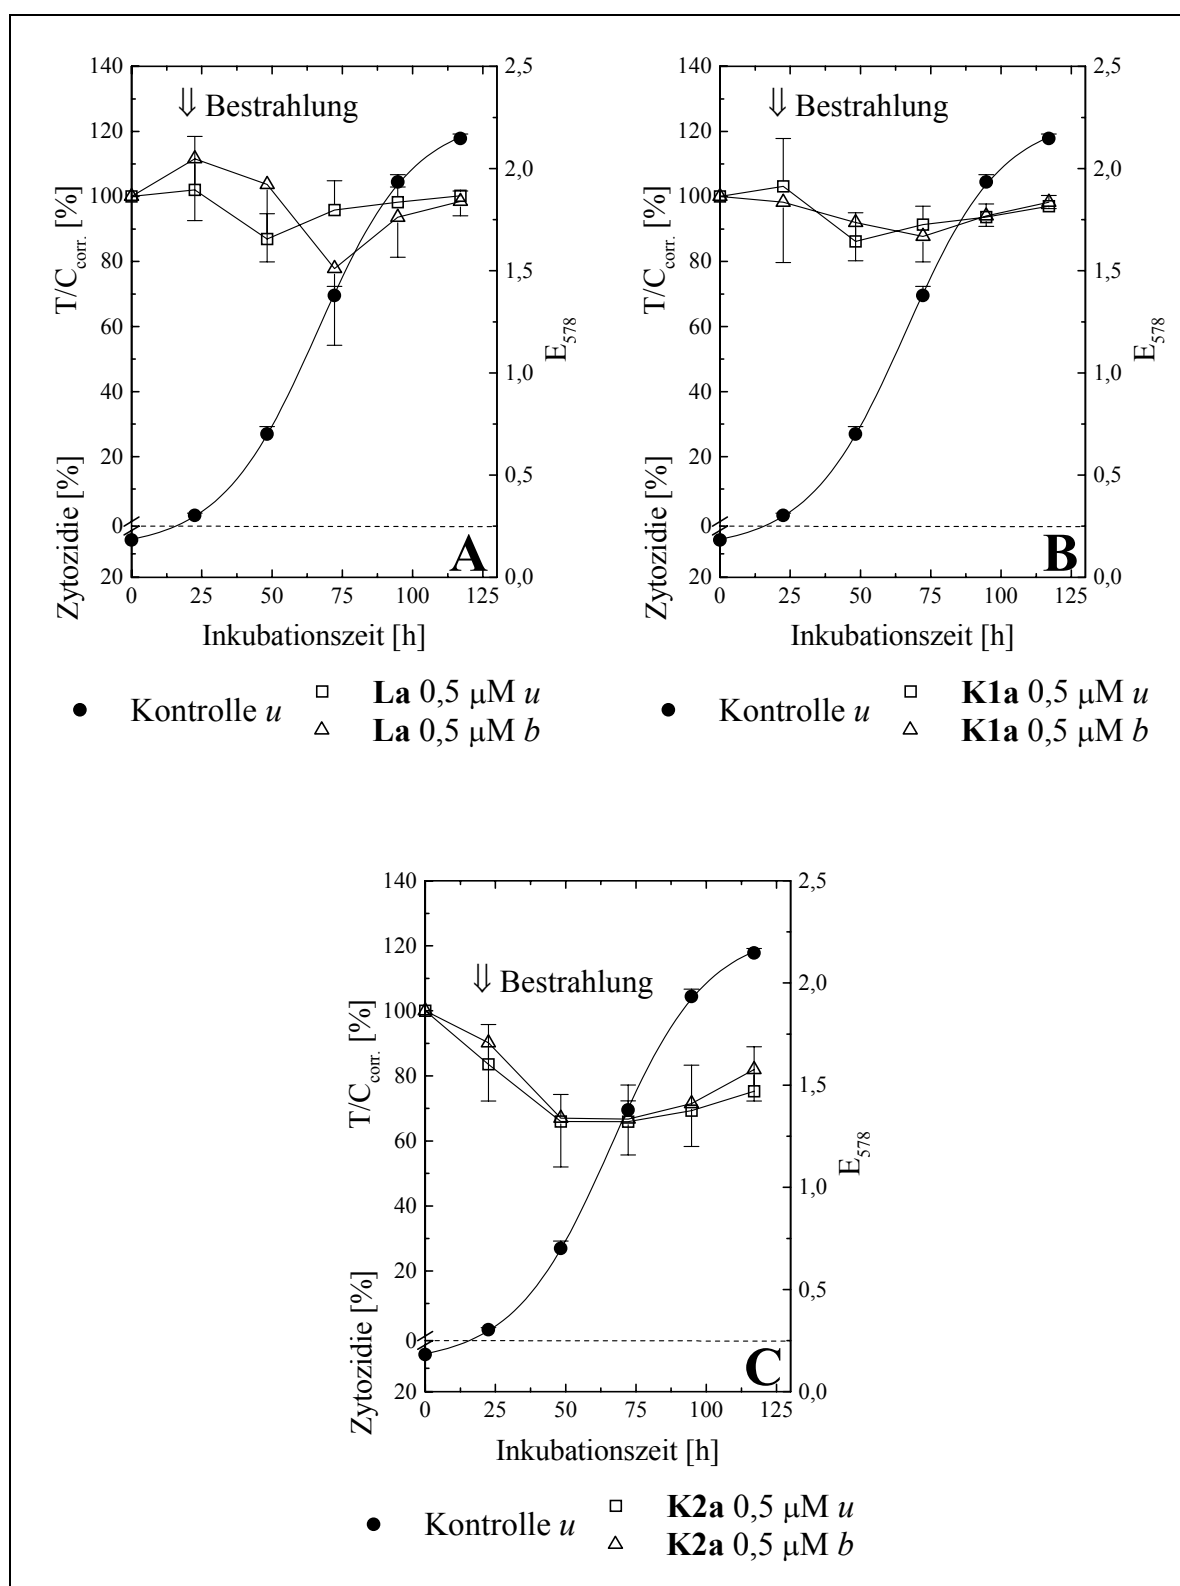 140
120
100
80
60
40
20
0
20
T/C corr. [%]
Zytozidie [%]
⇓ Bestrahlung
2,5
2,0
1,5
1,0
0,5
0,0
E578
A
0 25 50 75 100 125
Inkubationszeit [h]
● Kontrolle u
□ La 0,5 µM u
△ La 0,5 µM b
140
120
100
80
60
40
20
0
20
T/C corr. [%]
Zytozidie [%]
⇓ Bestrahlung
2,5
2,0
1,5
1,0
0,5
0,0
E578
B
0 25 50 75 100 125
Inkubationszeit [h]
● Kontrolle u
□ K1a 0,5 µM u
△ K1a 0,5 µM b
140
120
100
80
60
40
20
0
20
T/C corr. [%]
Zytozidie [%]
⇓ Bestrahlung
2,5
2,0
1,5
1,0
0,5
0,0
E578
C
0 25 50 75 100 125
Inkubationszeit [h]
● Kontrolle u
□ K2a 0,5 µM u
△ K2a 0,5 µM b